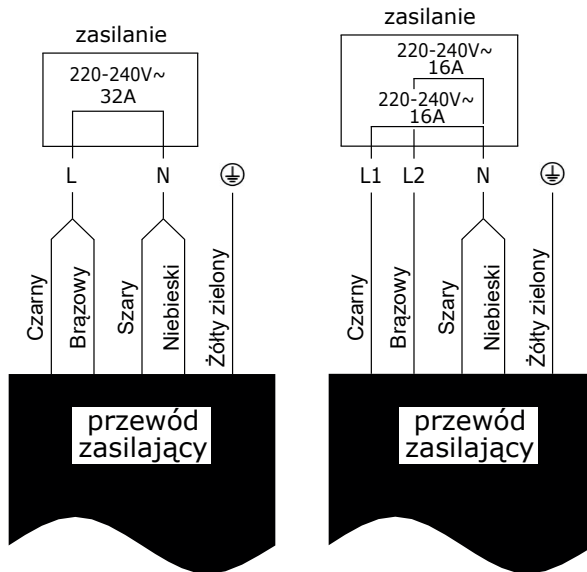 zasilanie
220-240V~
32A
L N
Czarny
Brązowy
Szary
Niebieski
Żółty zielony
przewód
zasilający
zasilanie
220-240V~
16A
220-240V~
16A
L1 L2 N
Czarny
Brązowy
Szary
Niebieski
Żółty zielony
przewód
zasilający